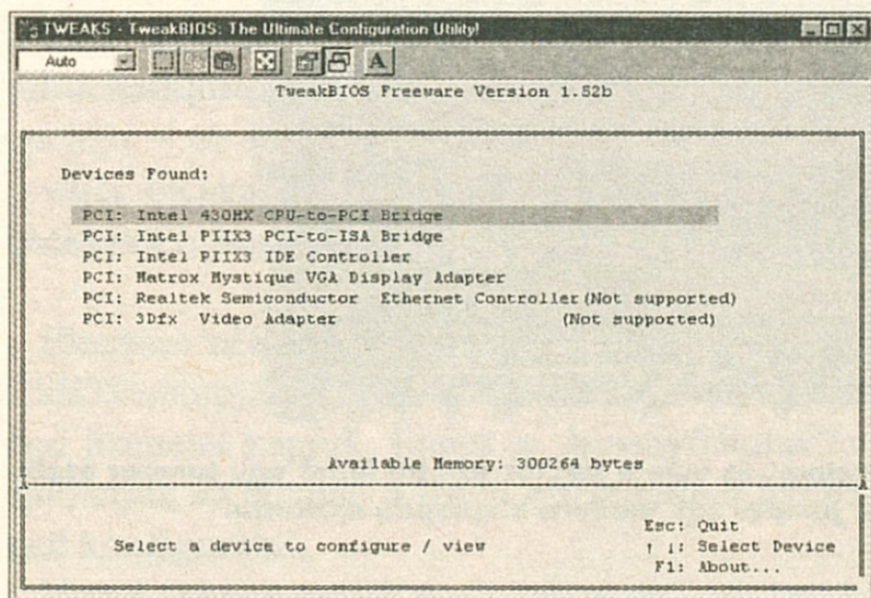 TWEAKS - TweakBIOS: The Ultimate Configuration Utility!
Auto
A
TweakBIOS Freeware Version 1.52b
Devices Found:
PCI: Intel 430HX CPU-to-PCI Bridge
PCI: Intel PIIX3 PCI-to-ISA Bridge
PCI: Intel PIIX3 IDE Controller
PCI: Matrox Mystique VGA Display Adapter
PCI: Realtek Semiconductor Ethernet Controller (Not supported)
PCI: 3Dfx Video Adapter (Not supported)
Available Memory: 300264 bytes
Select a device to configure / view
Esc: Quit
↑ ↓: Select Device
F1: About...